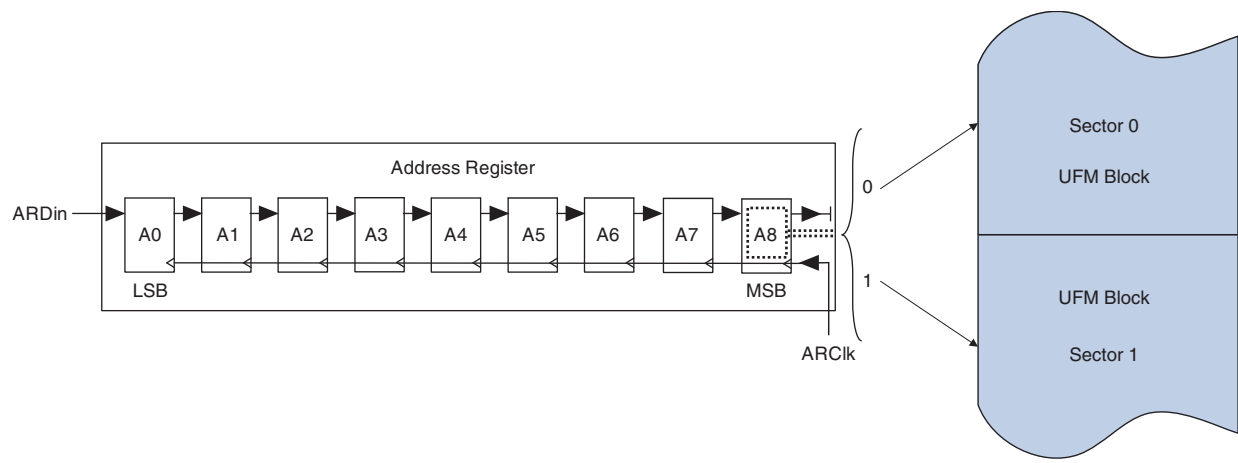 Address Register
ARDin
A0 A1 A2 A3 A4 A5 A6 A7 A8
LSB MSB
ARClk
0
1
Sector 0
UFM Block
UFM Block
Sector 1